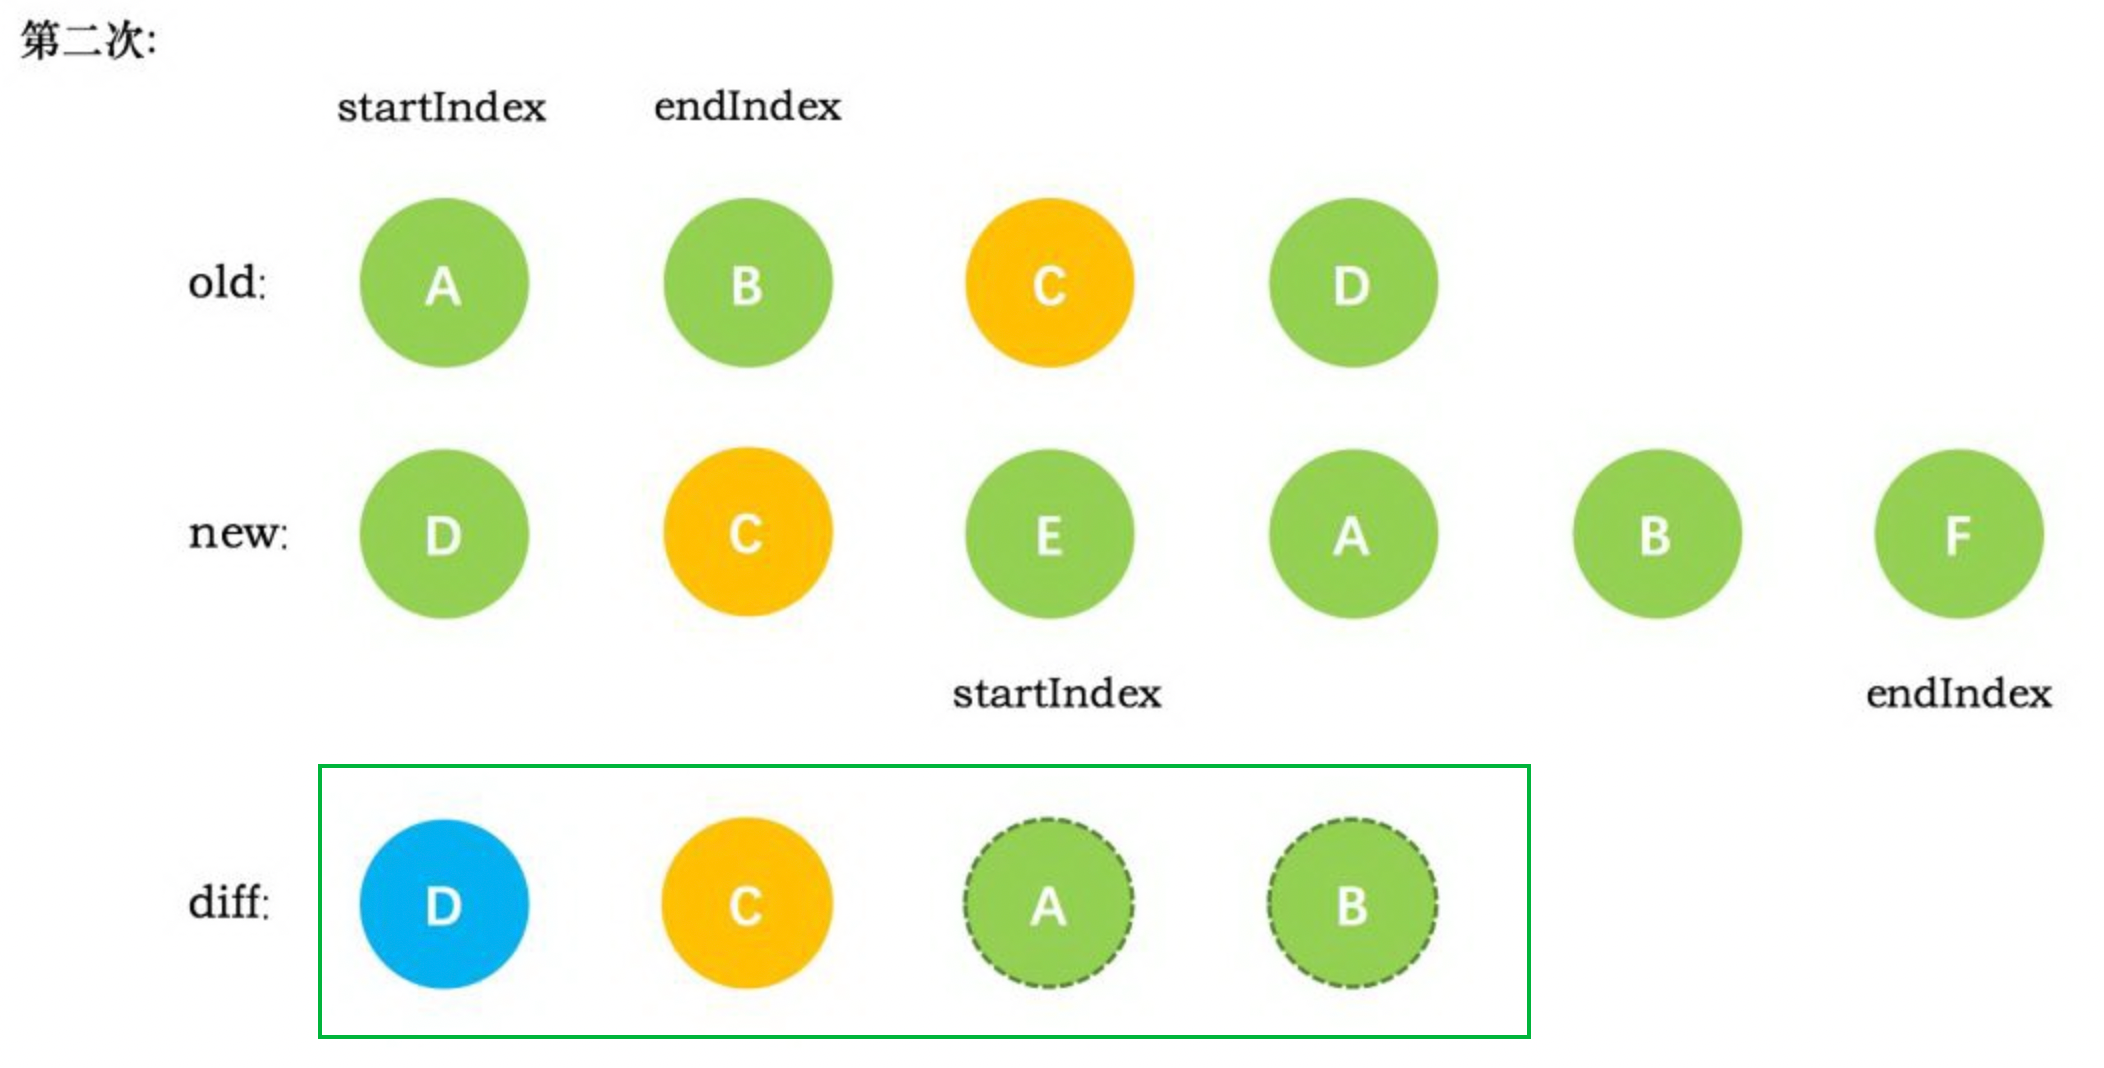 第二次:
startIndex endIndex
old: A B C D
new: D C E A B F
startIndex endIndex
diff: D C A B